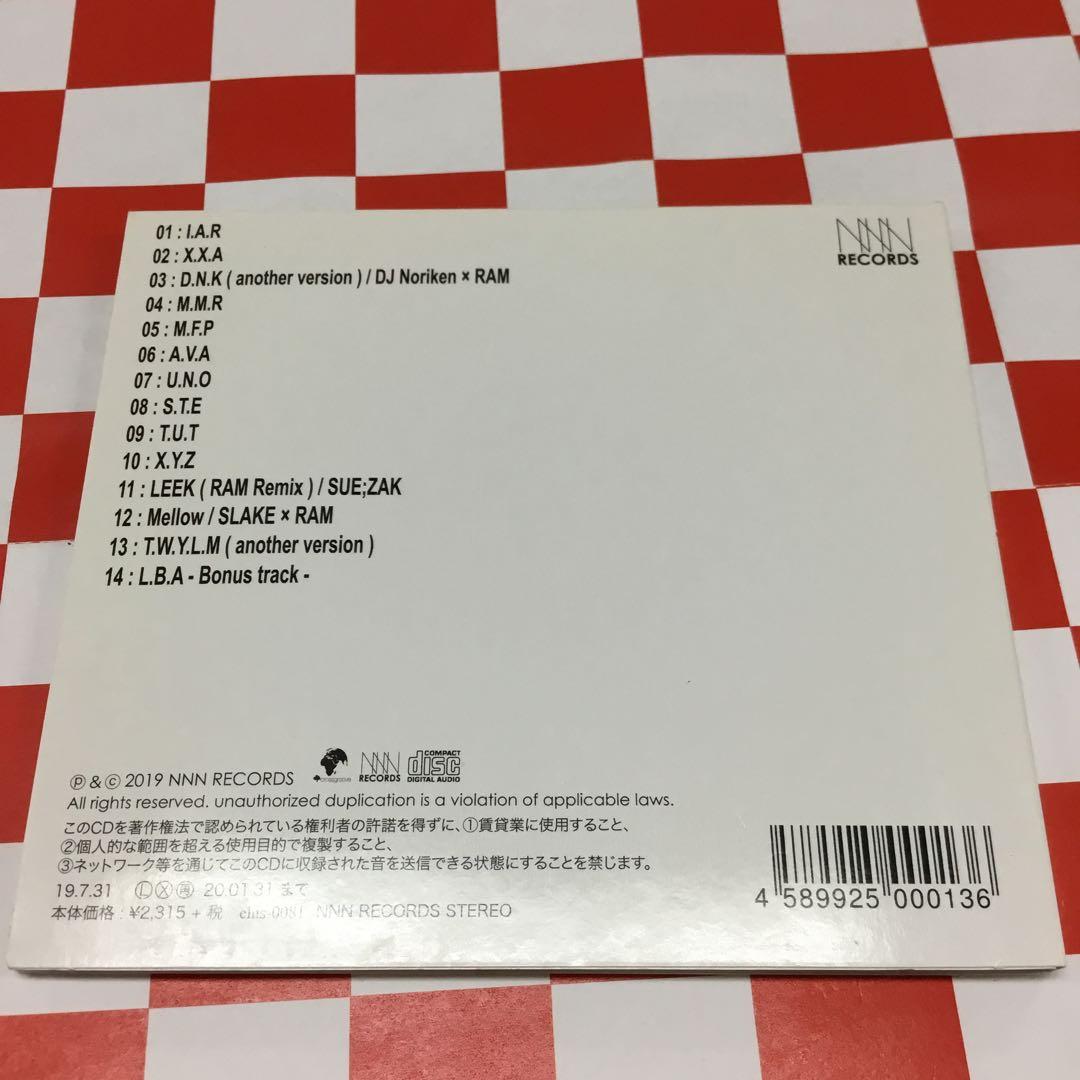 01 : I.A.R
02 : X.X.A
03 : D.N.K ( another version ) / DJ Noriken × RAM
04 : M.M.R
05 : M.F.P
06 : A.V.A
07 : U.N.O
08 : S.T.E
09 : T.U.T
10 : X.Y.Z
11 : LEEK ( RAM Remix ) / SUE;ZAK
12 : Mellow / SLAKE × RAM
13 : T.W.Y.L.M ( another version )
14 : L.B.A - Bonus track -
NNN
RECORDS
Ⓟ & © 2019 NNN RECORDS
NNN
RECORDS
COMPACT
disc
DIGITAL AUDIO
All rights reserved. unauthorized duplication is a violation of applicable laws.
このCDを著作権法で認められている権利者の許諾を得ずに、①賃貸業に使用すること、
②個人的な範囲を超える使用目的で複製すること、
③ネットワーク等を通じてこのCDに収録された音を送信できる状態にすることを禁じます。
19.7.31 Ⓛ Ⓧ ㊥ 20.01.31 まで
本体価格 : ¥2,315 + 税 NNN RECORDS STEREO
4 589925 000136